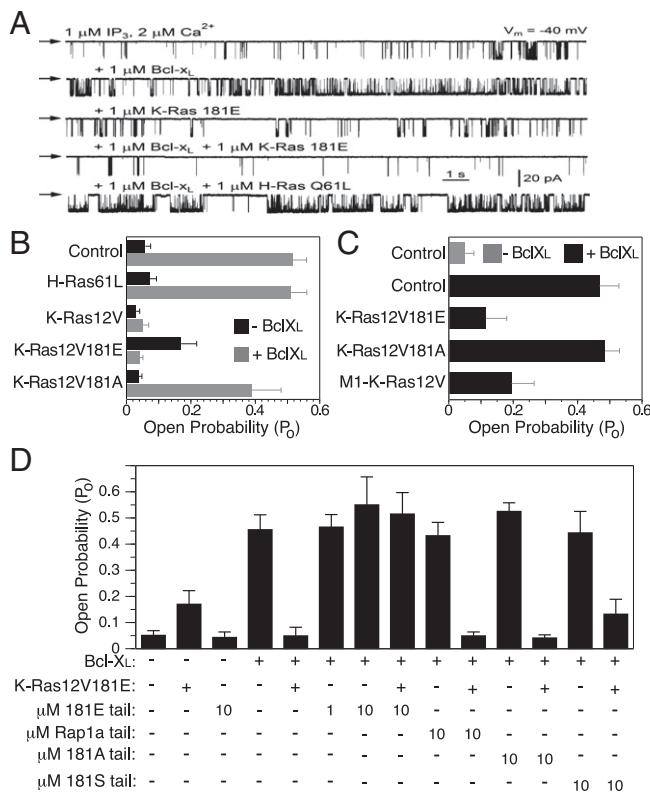 A
1 µM IP3, 2 µM Ca2+ Vm = -40 mV
+ 1 µM Bcl-xL
+ 1 µM K-Ras 181E
+ 1 µM Bcl-xL + 1 µM K-Ras 181E
1 s
20 pA
+ 1 µM Bcl-xL + 1 µM H-Ras Q61L
B
Control
H-Ras61L
K-Ras12V
K-Ras12V181E
K-Ras12V181A
- BclXL
+ BclXL
0 0.2 0.4 0.6
Open Probability (Po)
C
Control
- BclXL + BclXL
Control
K-Ras12V181E
K-Ras12V181A
M1-K-Ras12V
0 0.2 0.4 0.6
Open Probability (Po)
D
Open Probability (Po)
0.6
0.5
0.4
0.3
0.2
0.1
0
Bcl-XL: - - - + + + + + + + + + + +
K-Ras12V181E: - + - - + - - + - + - + - +
µM 181E tail: - - 10 - - 1 10 10 - - - - - -
µM Rap1a tail: - - - - - - - - 10 10 - - - -
µM 181A tail: - - - - - - - - - - 10 10 - -
µM 181S tail: - - - - - - - - - - - - 10 10